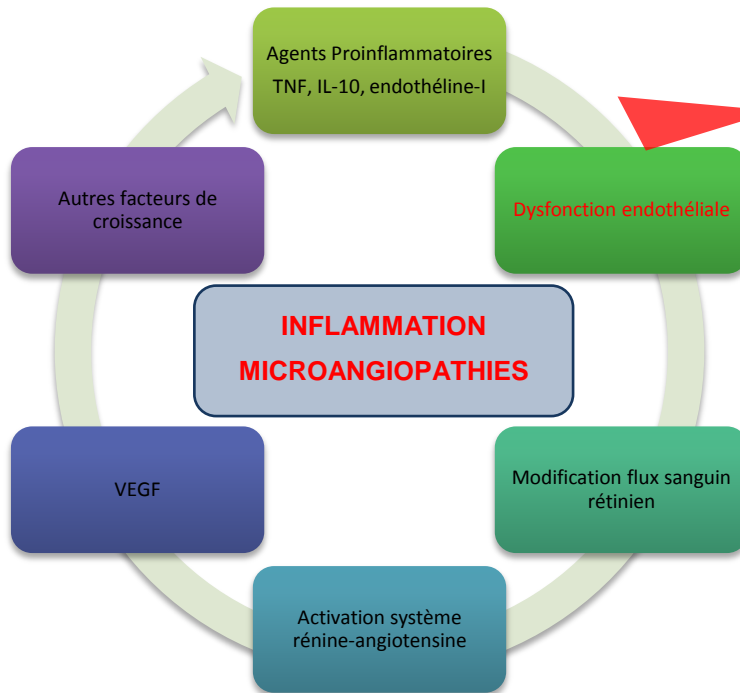 Agents Proinflammatoires
TNF, IL-10, endothéline-I
Dysfonction endothéliale
Modification flux sanguin
rétinien
Activation système
rénine-angiotensine
VEGF
Autres facteurs de
croissance
INFLAMMATION
MICROANGIOPATHIES